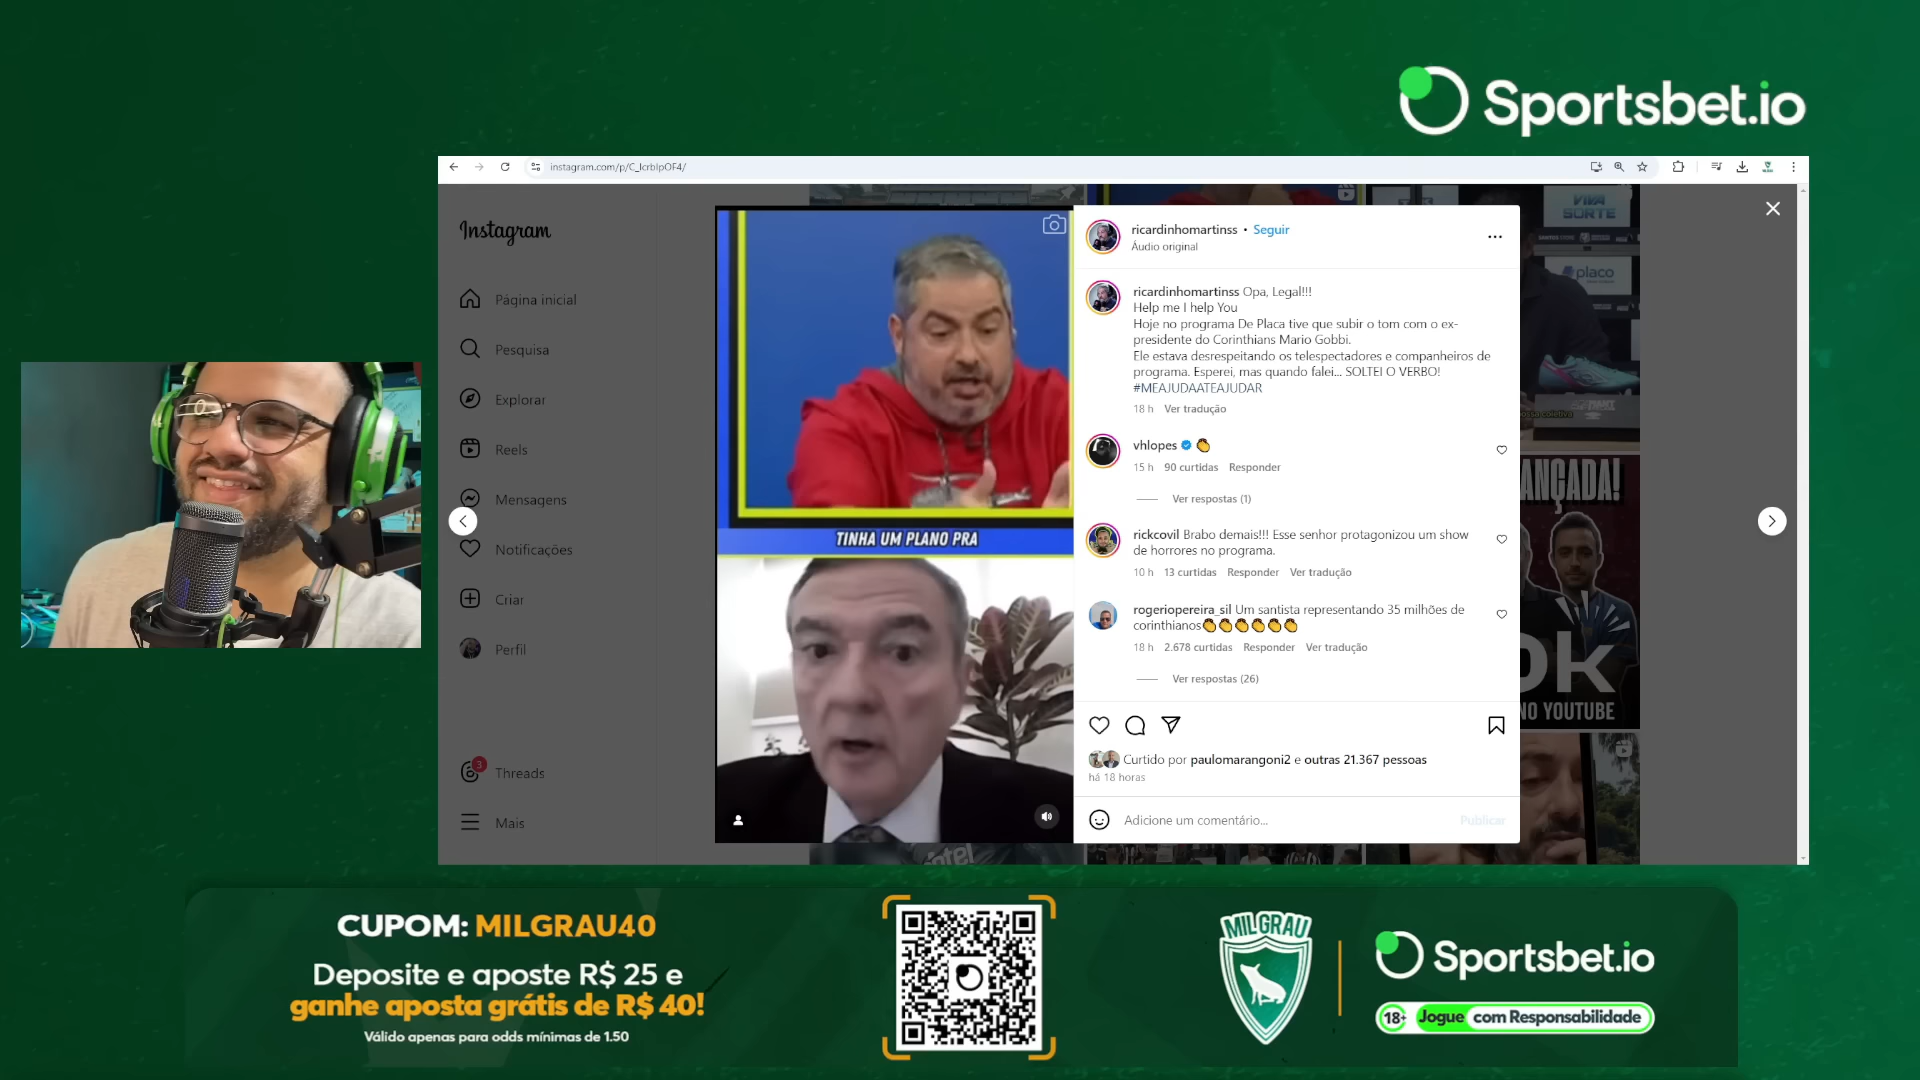 Sportsbet.io
instagram.com/p/C_lcrblpOF4/
Instagram
Página inicial
Pesquisa
Explorar
Reels
Mensagens
Notificações
Criar
Perfil
3
Threads
Mais
TINHA UM PLANO PRA
ricardinhomartinss • Seguir
Áudio original
ricardinhomartinss Opa, Legal!!!
Help me I help You
Hoje no programa De Placa tive que subir o tom com o ex-
presidente do Corinthians Mario Gobbi.
Ele estava desrespeitando os telespectadores e companheiros de
programa. Esperei, mas quando falei... SOLTEI O VERBO!
#MEAJUDAATEAJUDAR
18 h Ver tradução
vhlopes 👏
15 h 90 curtidas Responder
Ver respostas (1)
rickcovil Brabo demais!!! Esse senhor protagonizou um show
de horrores no programa.
10 h 13 curtidas Responder Ver tradução
rogeriopereira_sil Um santista representando 35 milhões de
corinthianos👏👏👏👏👏👏
18 h 2.678 curtidas Responder Ver tradução
Ver respostas (26)
Curtido por paulomarangoni2 e outras 21.367 pessoas
há 18 horas
Adicione um comentário...
Publicar
VIVA
SORTE
placo
ANÇADA!
OK
NO YOUTUBE
intel
CUPOM: MILGRAU40
Deposite e aposte R$ 25 e
ganhe aposta grátis de R$ 40!
Válido apenas para odds mínimas de 1.50
MILGRAU
Sportsbet.io
18+ Jogue com Responsabilidade